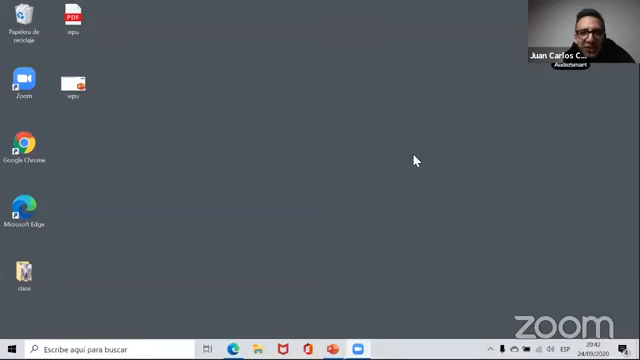 Papelera de
reciclaje
PDF
wpu
Zoom
wpu
Google Chrome
Microsoft Edge
clase
Juan Carlos C...
AudioSmart
zoom
Escribe aquí para buscar
ESP
20:42
24/09/2020
4